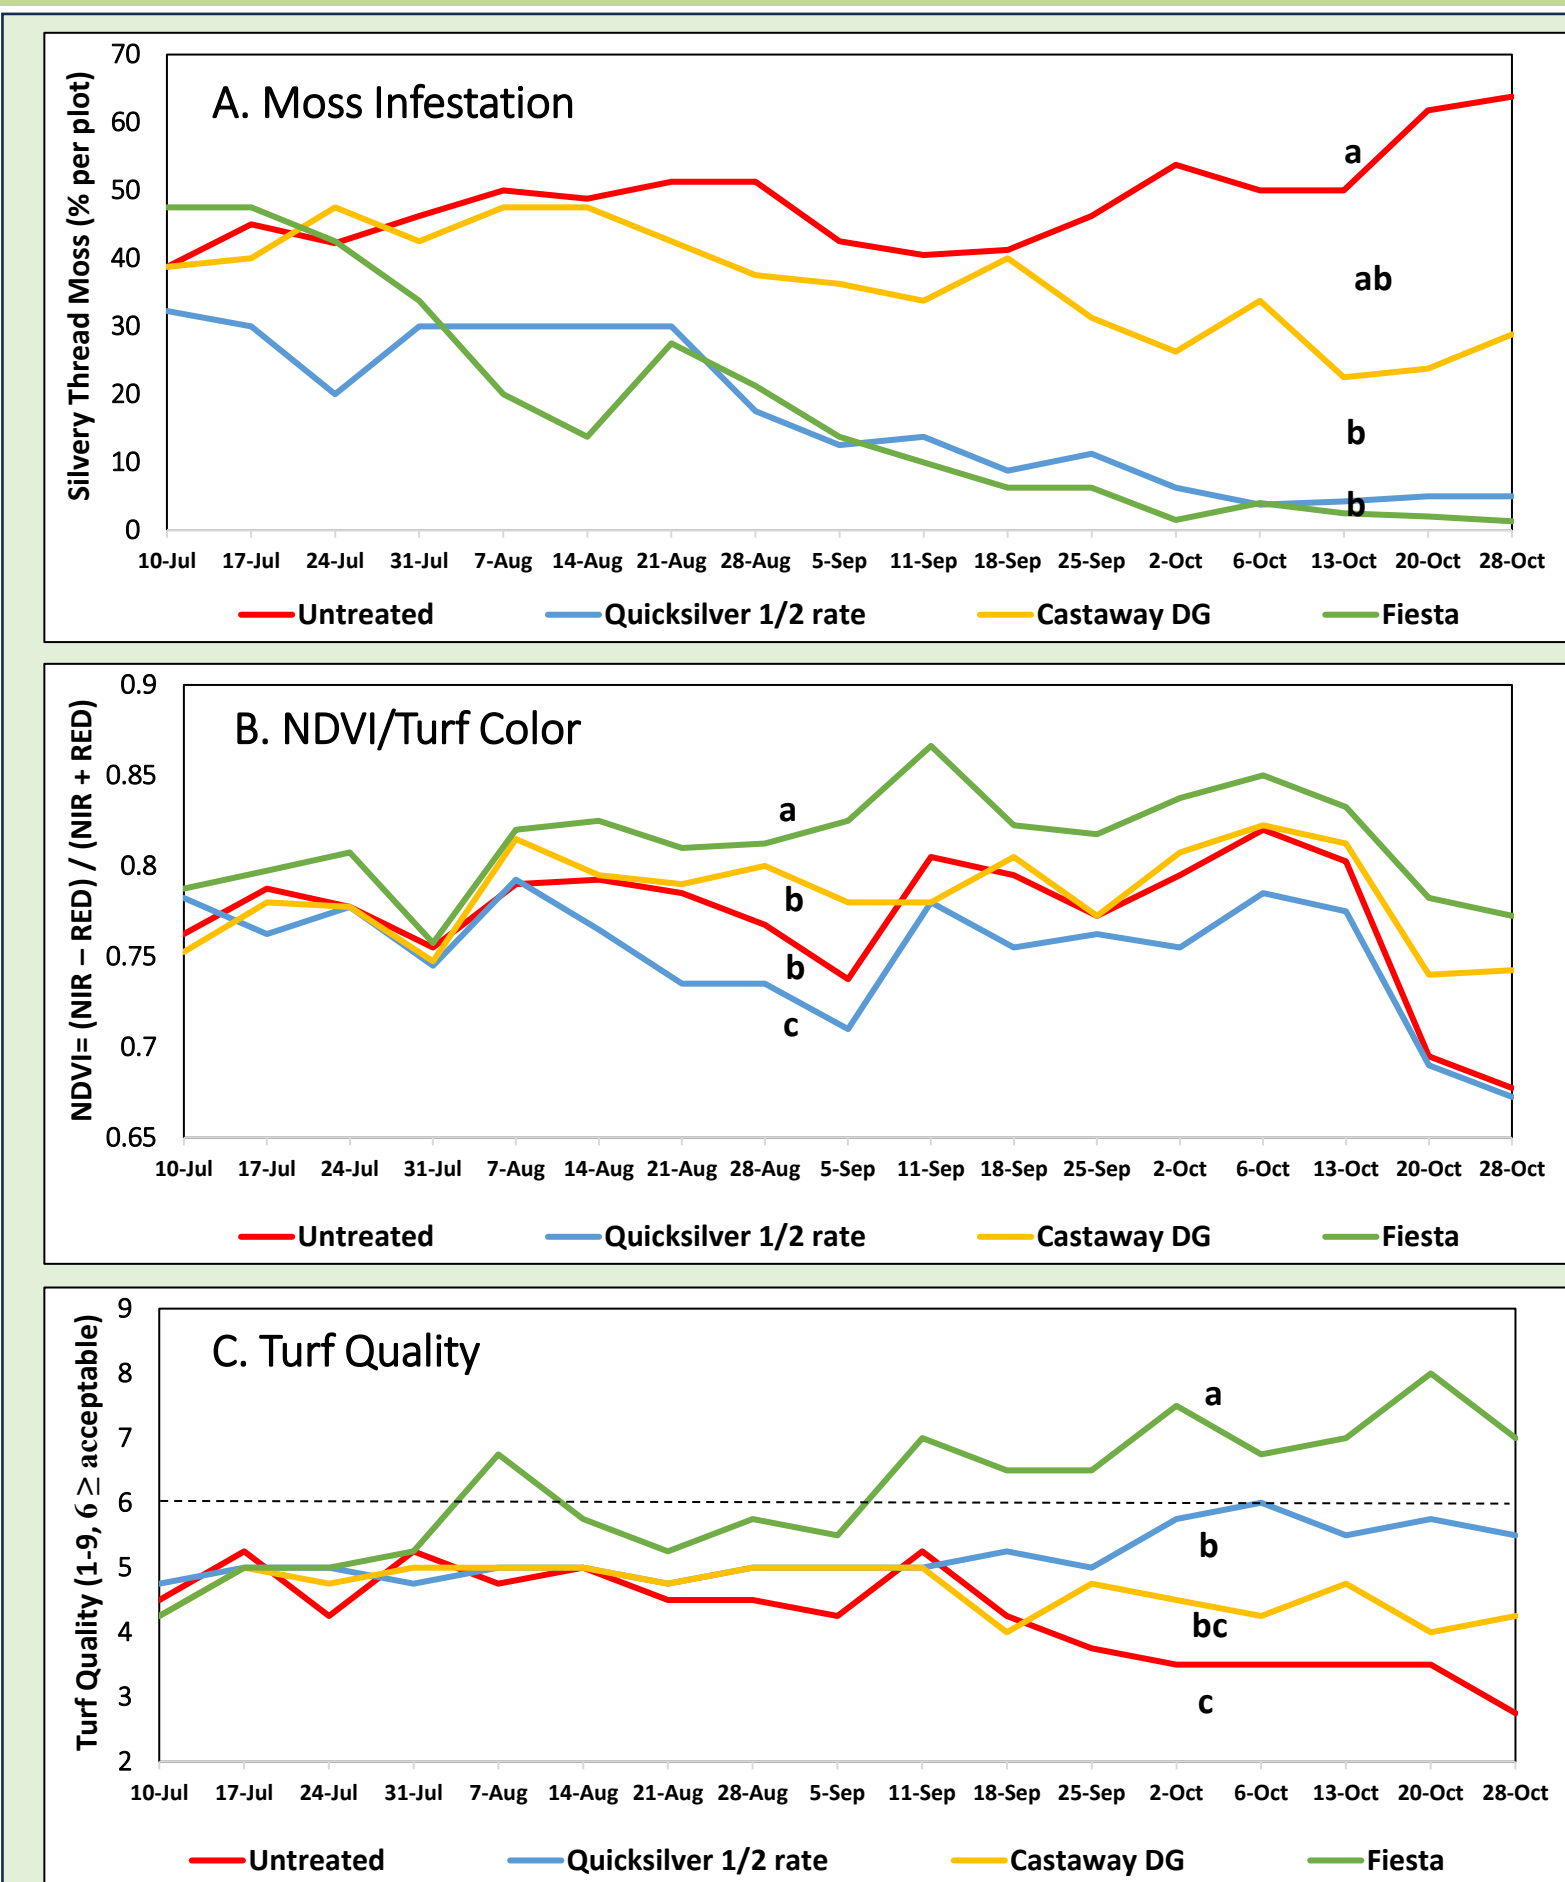 A. Moss Infestation
Silvery Thread Moss (% per plot)
70
60
50
40
30
20
10
0
a
ab
b
b
10-Jul 17-Jul 24-Jul 31-Jul 7-Aug 14-Aug 21-Aug 28-Aug 5-Sep 11-Sep 18-Sep 25-Sep 2-Oct 6-Oct 13-Oct 20-Oct 28-Oct
Untreated Quicksilver 1/2 rate Castaway DG Fiesta
B. NDVI/Turf Color
NDVI= (NIR – RED) / (NIR + RED)
0.9
0.85
0.8
0.75
0.7
0.65
a
b
b
c
10-Jul 17-Jul 24-Jul 31-Jul 7-Aug 14-Aug 21-Aug 28-Aug 5-Sep 11-Sep 18-Sep 25-Sep 2-Oct 6-Oct 13-Oct 20-Oct 28-Oct
Untreated Quicksilver 1/2 rate Castaway DG Fiesta
C. Turf Quality
Turf Quality (1-9, 6 ≥ acceptable)
9
8
7
6
5
4
3
2
a
b
bc
c
10-Jul 17-Jul 24-Jul 31-Jul 7-Aug 14-Aug 21-Aug 28-Aug 5-Sep 11-Sep 18-Sep 25-Sep 2-Oct 6-Oct 13-Oct 20-Oct 28-Oct
Untreated Quicksilver 1/2 rate Castaway DG Fiesta